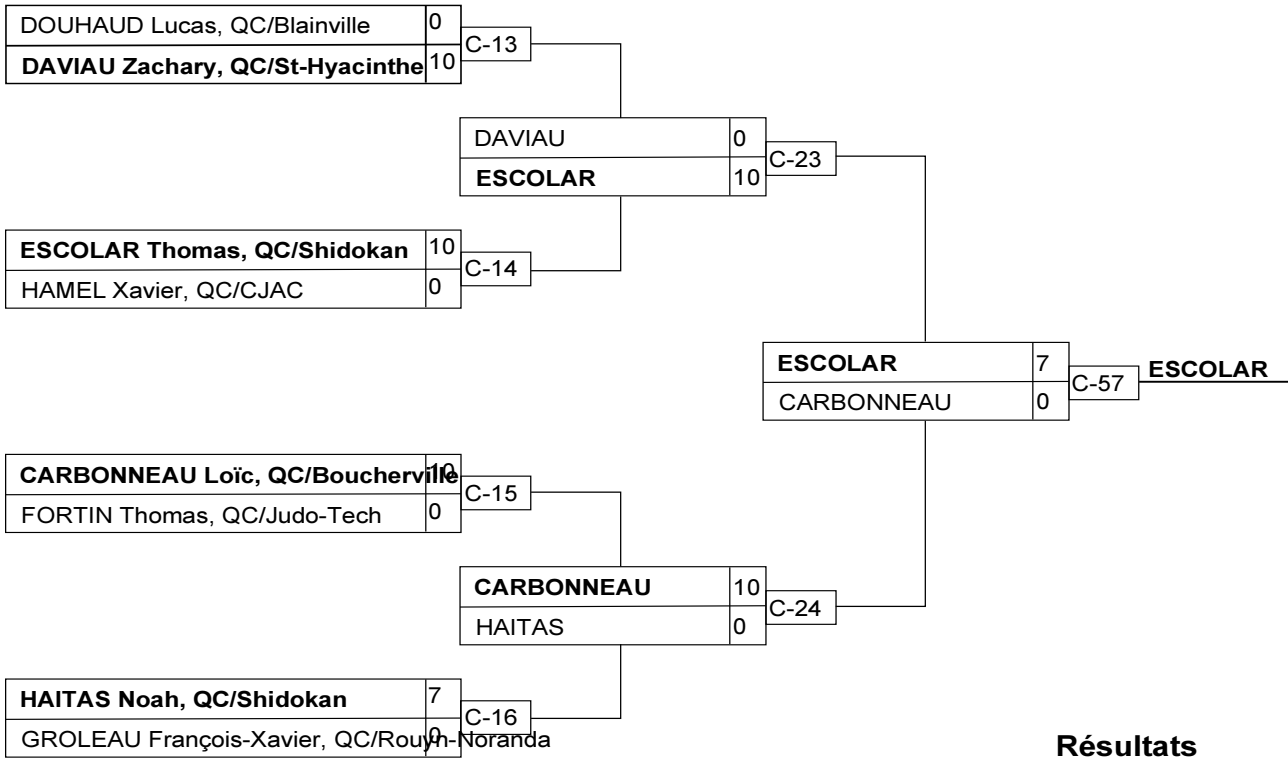 DOUHAUD Lucas, QC/Blainville 0
C-13
DAVIAU Zachary, QC/St-Hyacinthe 10
DAVIAU 0
C-23
ESCOLAR 10
ESCOLAR Thomas, QC/Shidokan 10
C-14
HAMEL Xavier, QC/CJAC 0
ESCOLAR 7
C-57 ESCOLAR
CARBONNEAU 0
CARBONNEAU Loïc, QC/Boucherville 10
C-15
FORTIN Thomas, QC/Judo-Tech 0
CARBONNEAU 10
C-24
HAITAS 0
HAITAS Noah, QC/Shidokan 7
C-16
GROLEAU François-Xavier, QC/Rouyn-Noranda 0
Résultats